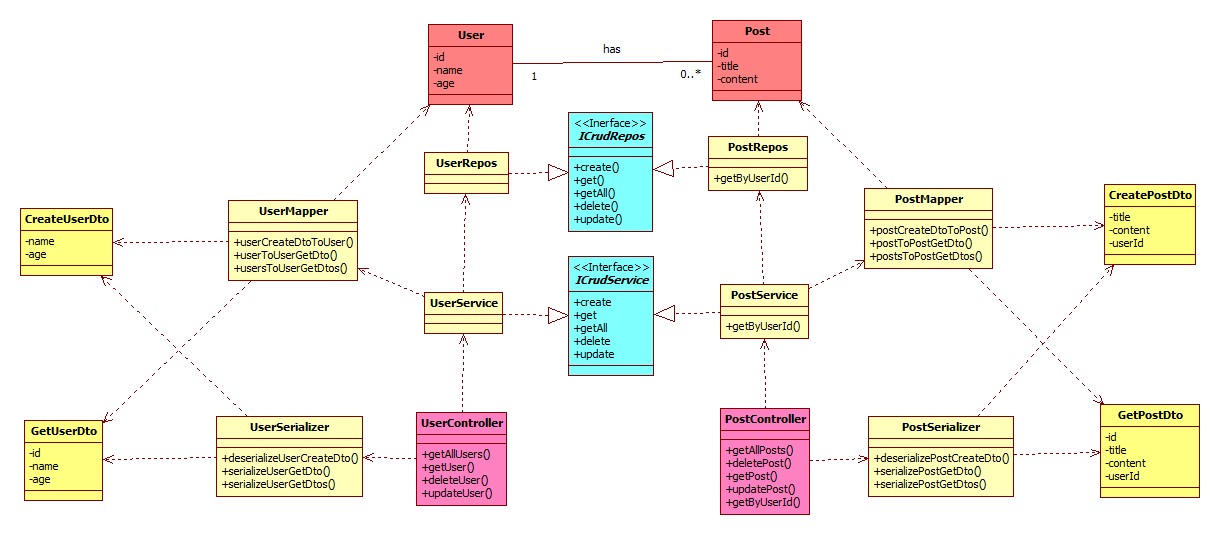 User
-id
-name
-age
has
1
0..*
Post
-id
-title
-content
<<Inerface>>
ICrudRepos
+create()
+get()
+getAll()
+delete()
+update()
UserRepos
PostRepos
+getByUserId()
CreateUserDto
-name
-age
UserMapper
+userCreateDtoToUser()
+userToUserGetDto()
+usersToUserGetDtos()
PostMapper
+postCreateDtoToPost()
+postToPostGetDto()
+postsToPostGetDtos()
CreatePostDto
-title
-content
-userId
<<Interface>>
ICrudService
+create
+get
+getAll
+delete
+update
UserService
PostService
+getByUserId()
GetUserDto
-id
-name
-age
UserSerializer
+deserializeUserCreateDto()
+serializeUserGetDto()
+serializeUserGetDtos()
UserController
+getAllUsers()
+getUser()
+deleteUser()
+updateUser()
PostController
+getAllPosts()
+deletePost()
+getPost()
+updatePost()
+getByUserId()
PostSerializer
+deserializePostCreateDto()
+serializePostGetDto()
+serializePostGetDtos()
GetPostDto
-id
-title
-content
-userId